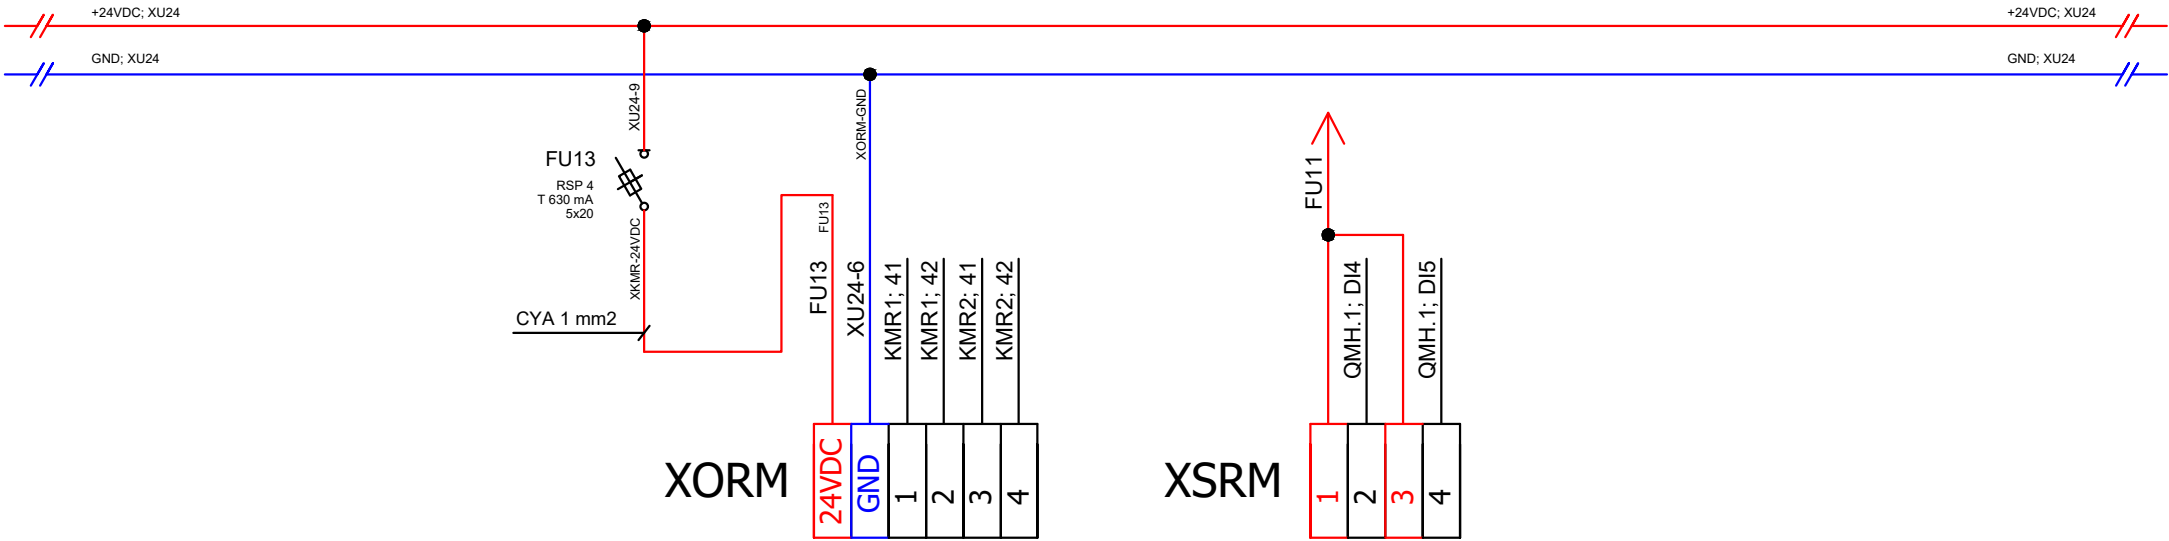 +24VDC; XU24
+24VDC; XU24
GND; XU24
GND; XU24
XU24-9
XORM-GND
FU13
RSP 4
T 630 mA
5x20
XKMR-24VDC
CYA 1 mm2
FU13
FU13
XU24-6
KMR1; 41
KMR1; 42
KMR2; 41
KMR2; 42
FU11
QMH.1; DI4
QMH.1; DI5
XORM
24VDC
GND
1
2
3
4
XSRM
1
2
3
4